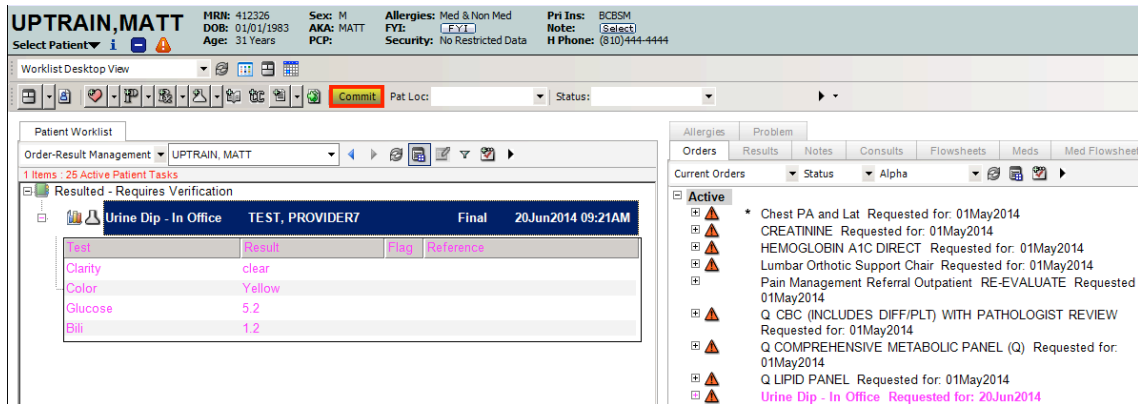 UPTRAIN,MATT
Select Patient
MRN: 412326 Sex: M Allergies: Med & Non Med Pri Ins: BCBSM
DOB: 01/01/1983 AKA: MATT FYI: FYI Note: (Select)
Age: 31 Years PCP: Security: No Restricted Data H Phone: (810)444-4444
Worklist Desktop View
Commit Pat Loc: Status:
Patient Worklist
Order-Result Management UPTRAIN, MATT
1 Items : 25 Active Patient Tasks
Resulted - Requires Verification
Urine Dip - In Office TEST, PROVIDER7 Final 20Jun2014 09:21AM
Test Result Flag Reference
Clarity clear
Color Yellow
Glucose 5.2
Bili 1.2
Allergies Problem
Orders Results Notes Consults Flowsheets Meds Med Flowsheet
Current Orders Status Alpha
Active
* Chest PA and Lat Requested for: 01May2014
CREATININE Requested for: 01May2014
HEMOGLOBIN A1C DIRECT Requested for: 01May2014
Lumbar Orthotic Support Chair Requested for: 01May2014
Pain Management Referral Outpatient RE-EVALUATE Requested
01May2014
Q CBC (INCLUDES DIFF/PLT) WITH PATHOLOGIST REVIEW
Requested for: 01May2014
Q COMPREHENSIVE METABOLIC PANEL (Q) Requested for:
01May2014
Q LIPID PANEL Requested for: 01May2014
Urine Dip - In Office Requested for: 20Jun2014